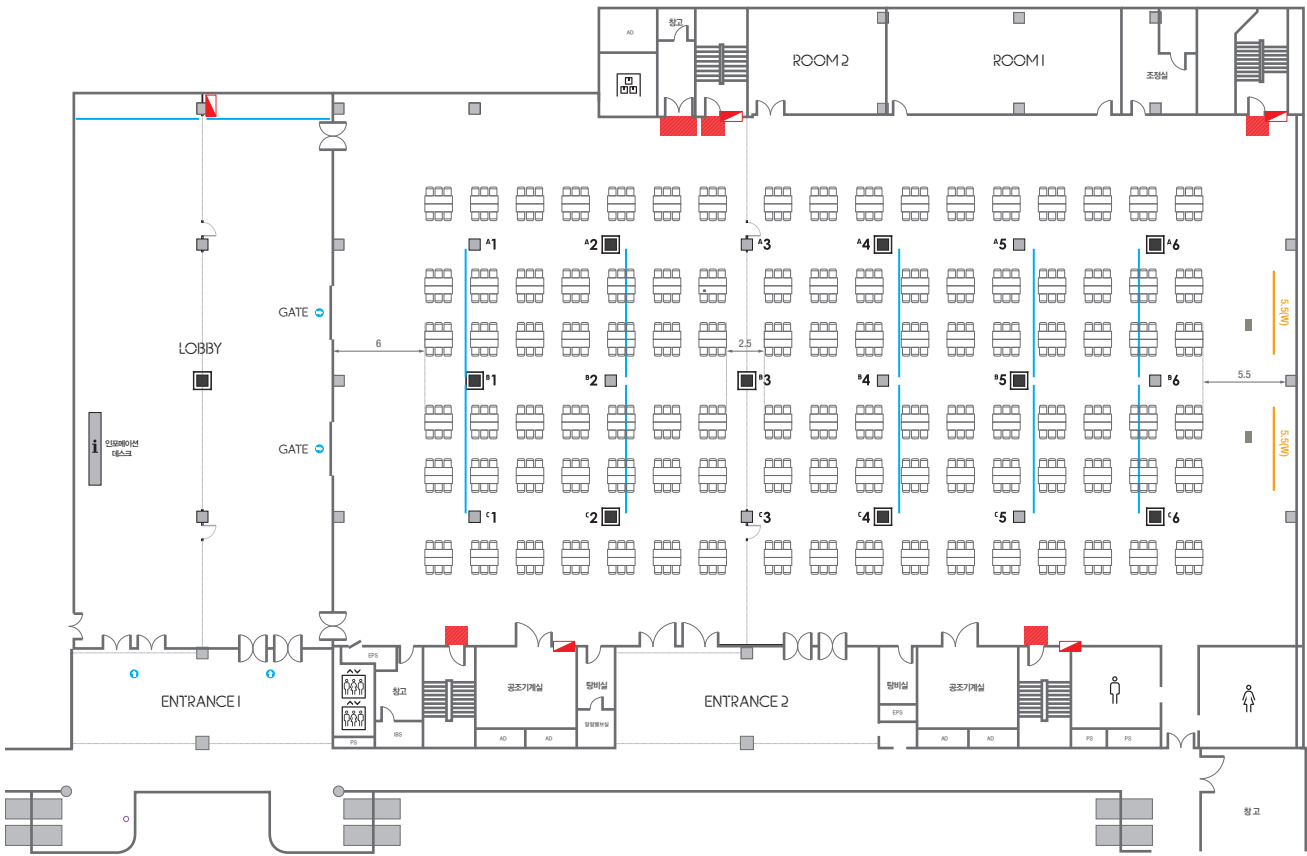 AD
창고
ROOM 2
ROOM 1
조정실
A1
A2
A3
A4
A5
A6
GATE
5.5(W)
LOBBY
6
2.5
5.5
B1
B2
B3
B4
B5
B6
GATE
i 인포메이션
데스크
5.5(W)
C1
C2
C3
C4
C5
C6
EPS
창고
공조기계실
탕비실
탕비실
공조기계실
ENTRANCE 1
ENTRANCE 2
EPS
IBS
PS
AD
AD
AD
AD
PS
PS
창고